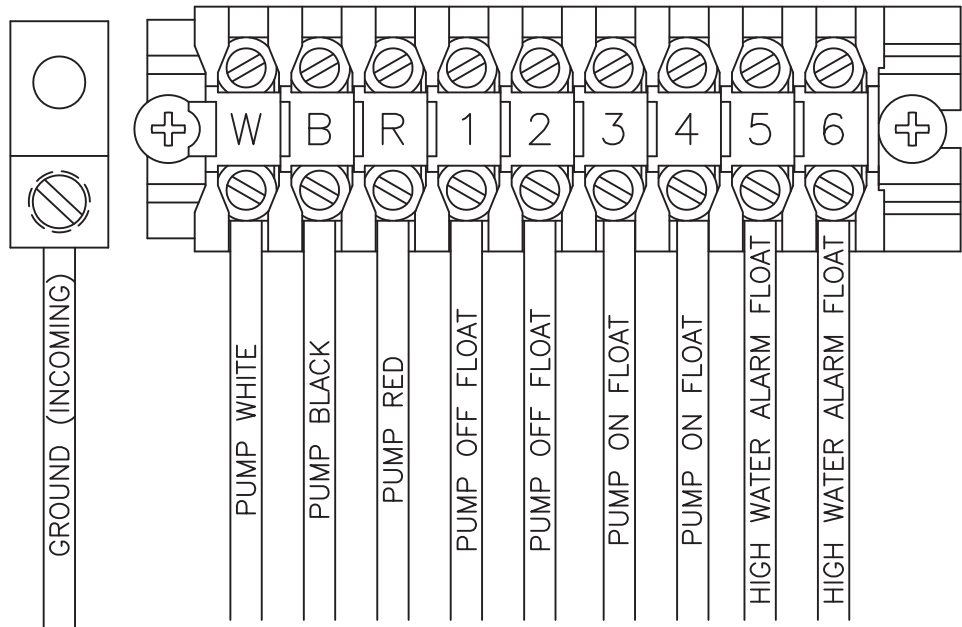 W B R 1 2 3 4 5 6
GROUND (INCOMING)
PUMP WHITE
PUMP BLACK
PUMP RED
PUMP OFF FLOAT
PUMP OFF FLOAT
PUMP ON FLOAT
PUMP ON FLOAT
HIGH WATER ALARM FLOAT
HIGH WATER ALARM FLOAT